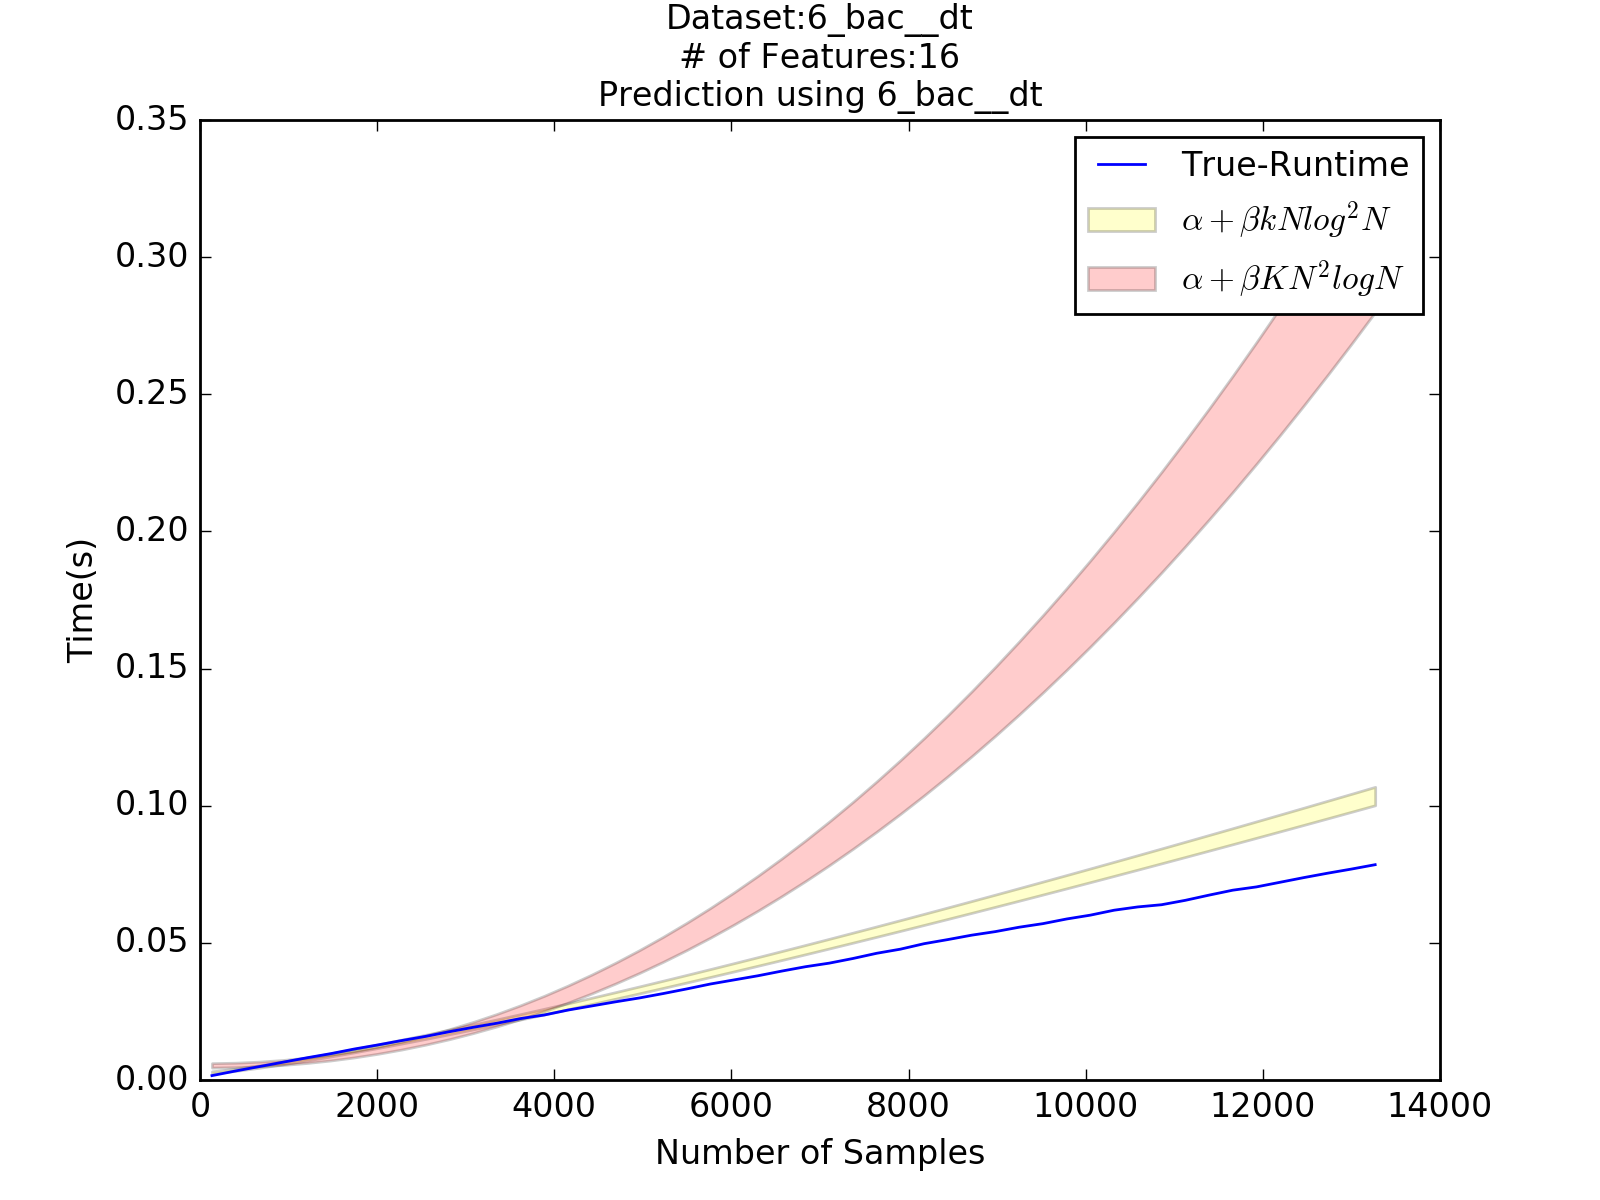 Dataset:6_bac__dt
# of Features:16
Prediction using 6_bac__dt
0.35
0.30
0.25
0.20
0.15
0.10
0.05
0.00
Time(s)
True-Runtime
α + βkNlog²N
α + βKN²logN
0 2000 4000 6000 8000 10000 12000 14000
Number of Samples